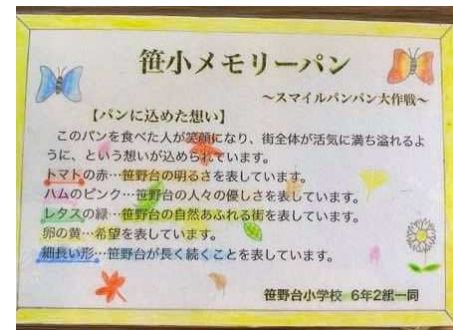 笹小メモリーパン
～スマイルパンパン大作戦～
【パンに込めた想い】
このパンを食べた人が笑顔になり、街全体が活気に満ち溢れるよ
うに、という想いが込められています。
トマトの赤…笹野台の明るさを表しています。
ハムのピンク…笹野台の人々の優しさを表しています。
レタスの緑…笹野台の自然あふれる街を表しています。
卵の黄…希望を表しています。
細長い形…笹野台が長く続くことを表しています。
笹野台小学校 6年2組一同